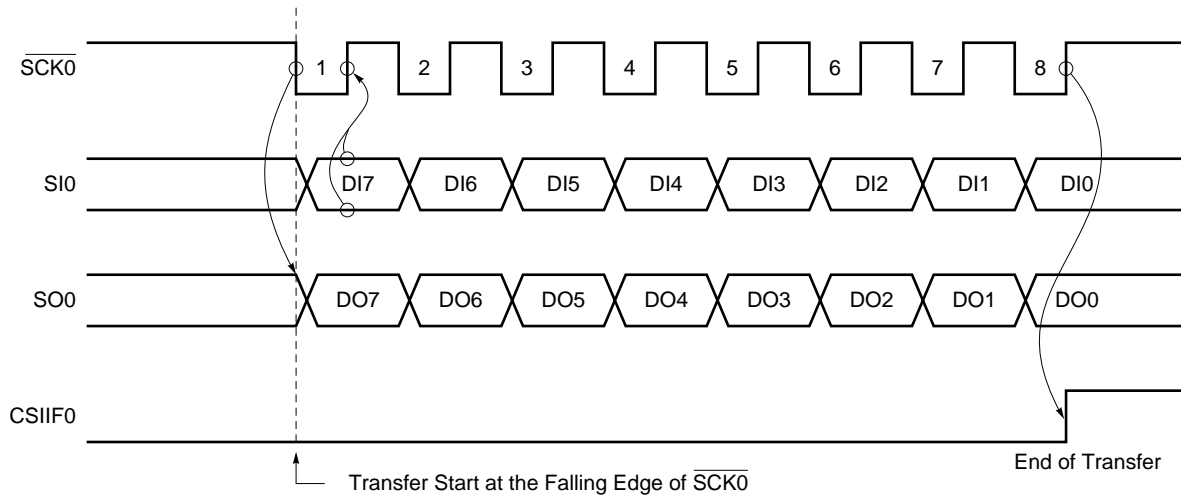 SCK0 1 2 3 4 5 6 7 8
SI0 DI7 DI6 DI5 DI4 DI3 DI2 DI1 DI0
SO0 DO7 DO6 DO5 DO4 DO3 DO2 DO1 DO0
CSIIF0
End of Transfer
Transfer Start at the Falling Edge of SCK0